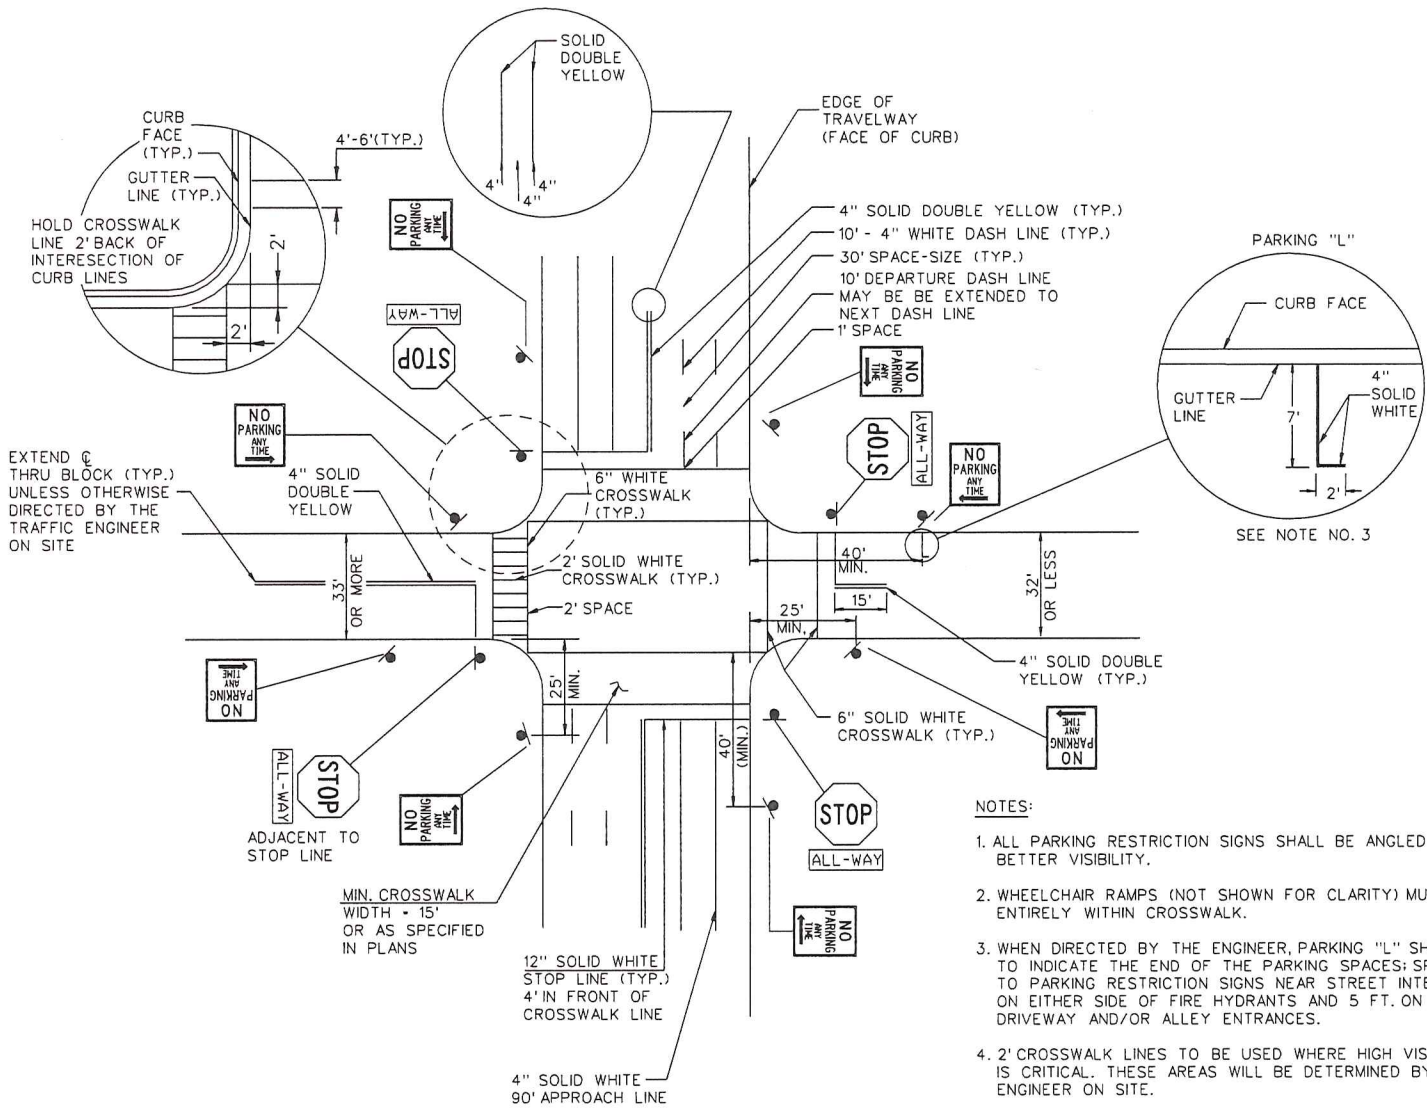 SOLID
DOUBLE
YELLOW
4"
4"
4"
CURB
FACE
(TYP.)
4'-6'(TYP.)
GUTTER
LINE (TYP.)
HOLD CROSSWALK
LINE 2' BACK OF
INTERESECTION OF
CURB LINES
2'
2'
EDGE OF
TRAVELWAY
(FACE OF CURB)
4" SOLID DOUBLE YELLOW (TYP.)
10' - 4" WHITE DASH LINE (TYP.)
30' SPACE-SIZE (TYP.)
10' DEPARTURE DASH LINE
MAY BE BE EXTENDED TO
NEXT DASH LINE
1' SPACE
PARKING "L"
CURB FACE
GUTTER
LINE
7'
4"
SOLID
WHITE
2'
SEE NOTE NO. 3
NO
PARKING
ANY
TIME
ALL-WAY
STOP
NO
PARKING
ANY
TIME
NO
PARKING
ANY
TIME
STOP
ALL-WAY
NO
PARKING
ANY
TIME
EXTEND ℄
THRU BLOCK (TYP.)
UNLESS OTHERWISE
DIRECTED BY THE
TRAFFIC ENGINEER
ON SITE
4" SOLID
DOUBLE
YELLOW
6" WHITE
CROSSWALK
(TYP.)
2' SOLID WHITE
CROSSWALK (TYP.)
2' SPACE
33'
OR MORE
40'
MIN.
15'
25'
MIN.
32'
OR LESS
4" SOLID DOUBLE
YELLOW (TYP.)
6" SOLID WHITE
CROSSWALK (TYP.)
25'
MIN.
40'
(MIN.)
NO
PARKING
ANY
TIME
ALL-WAY
STOP
ADJACENT TO
STOP LINE
NO
PARKING
ANY
TIME
NO
PARKING
ANY
TIME
STOP
ALL-WAY
NO
PARKING
ANY
TIME
MIN. CROSSWALK
WIDTH - 15'
OR AS SPECIFIED
IN PLANS
12" SOLID WHITE
STOP LINE (TYP.)
4' IN FRONT OF
CROSSWALK LINE
4" SOLID WHITE
90' APPROACH LINE
NOTES:
1. ALL PARKING RESTRICTION SIGNS SHALL BE ANGLED
BETTER VISIBILITY.
2. WHEELCHAIR RAMPS (NOT SHOWN FOR CLARITY) MU
ENTIRELY WITHIN CROSSWALK.
3. WHEN DIRECTED BY THE ENGINEER, PARKING "L" SH
TO INDICATE THE END OF THE PARKING SPACES; SP
TO PARKING RESTRICTION SIGNS NEAR STREET INTE
ON EITHER SIDE OF FIRE HYDRANTS AND 5 FT. ON
DRIVEWAY AND/OR ALLEY ENTRANCES.
4. 2' CROSSWALK LINES TO BE USED WHERE HIGH VIS
IS CRITICAL. THESE AREAS WILL BE DETERMINED BY
ENGINEER ON SITE.